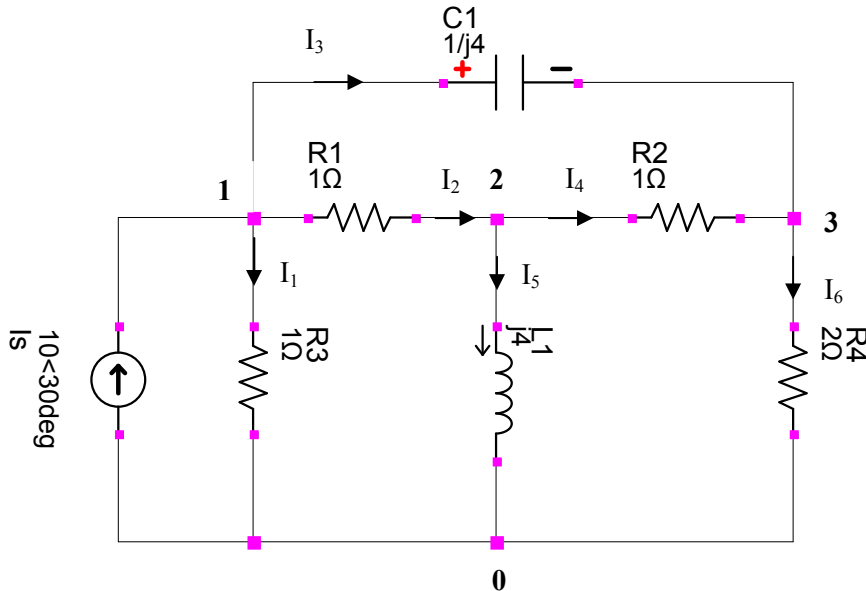 I3
C1
1/j4
+
−
R1
1Ω
R2
1Ω
1
I2
2
I4
3
I1
I5
I6
10<30deg
Is
R3
1Ω
L1
j4
R4
2Ω
0